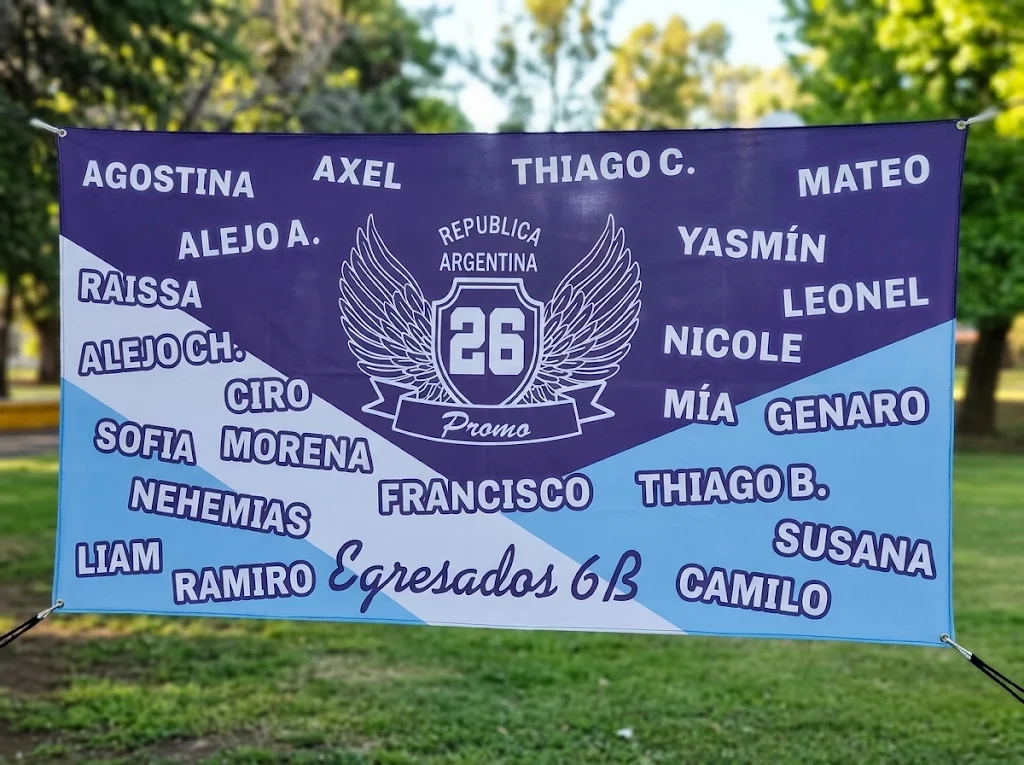 AGOSTINA
AXEL
THIAGO C.
MATEO
ALEJO A.
REPUBLICA
ARGENTINA
YASMÍN
RAISSA
LEONEL
26
NICOLE
ALEJO CH.
CIRO
MÍA
GENARO
Promo
SOFIA
MORENA
FRANCISCO
THIAGO B.
NEHEMIAS
SUSANA
LIAM
RAMIRO
Egresados 6B
CAMILO